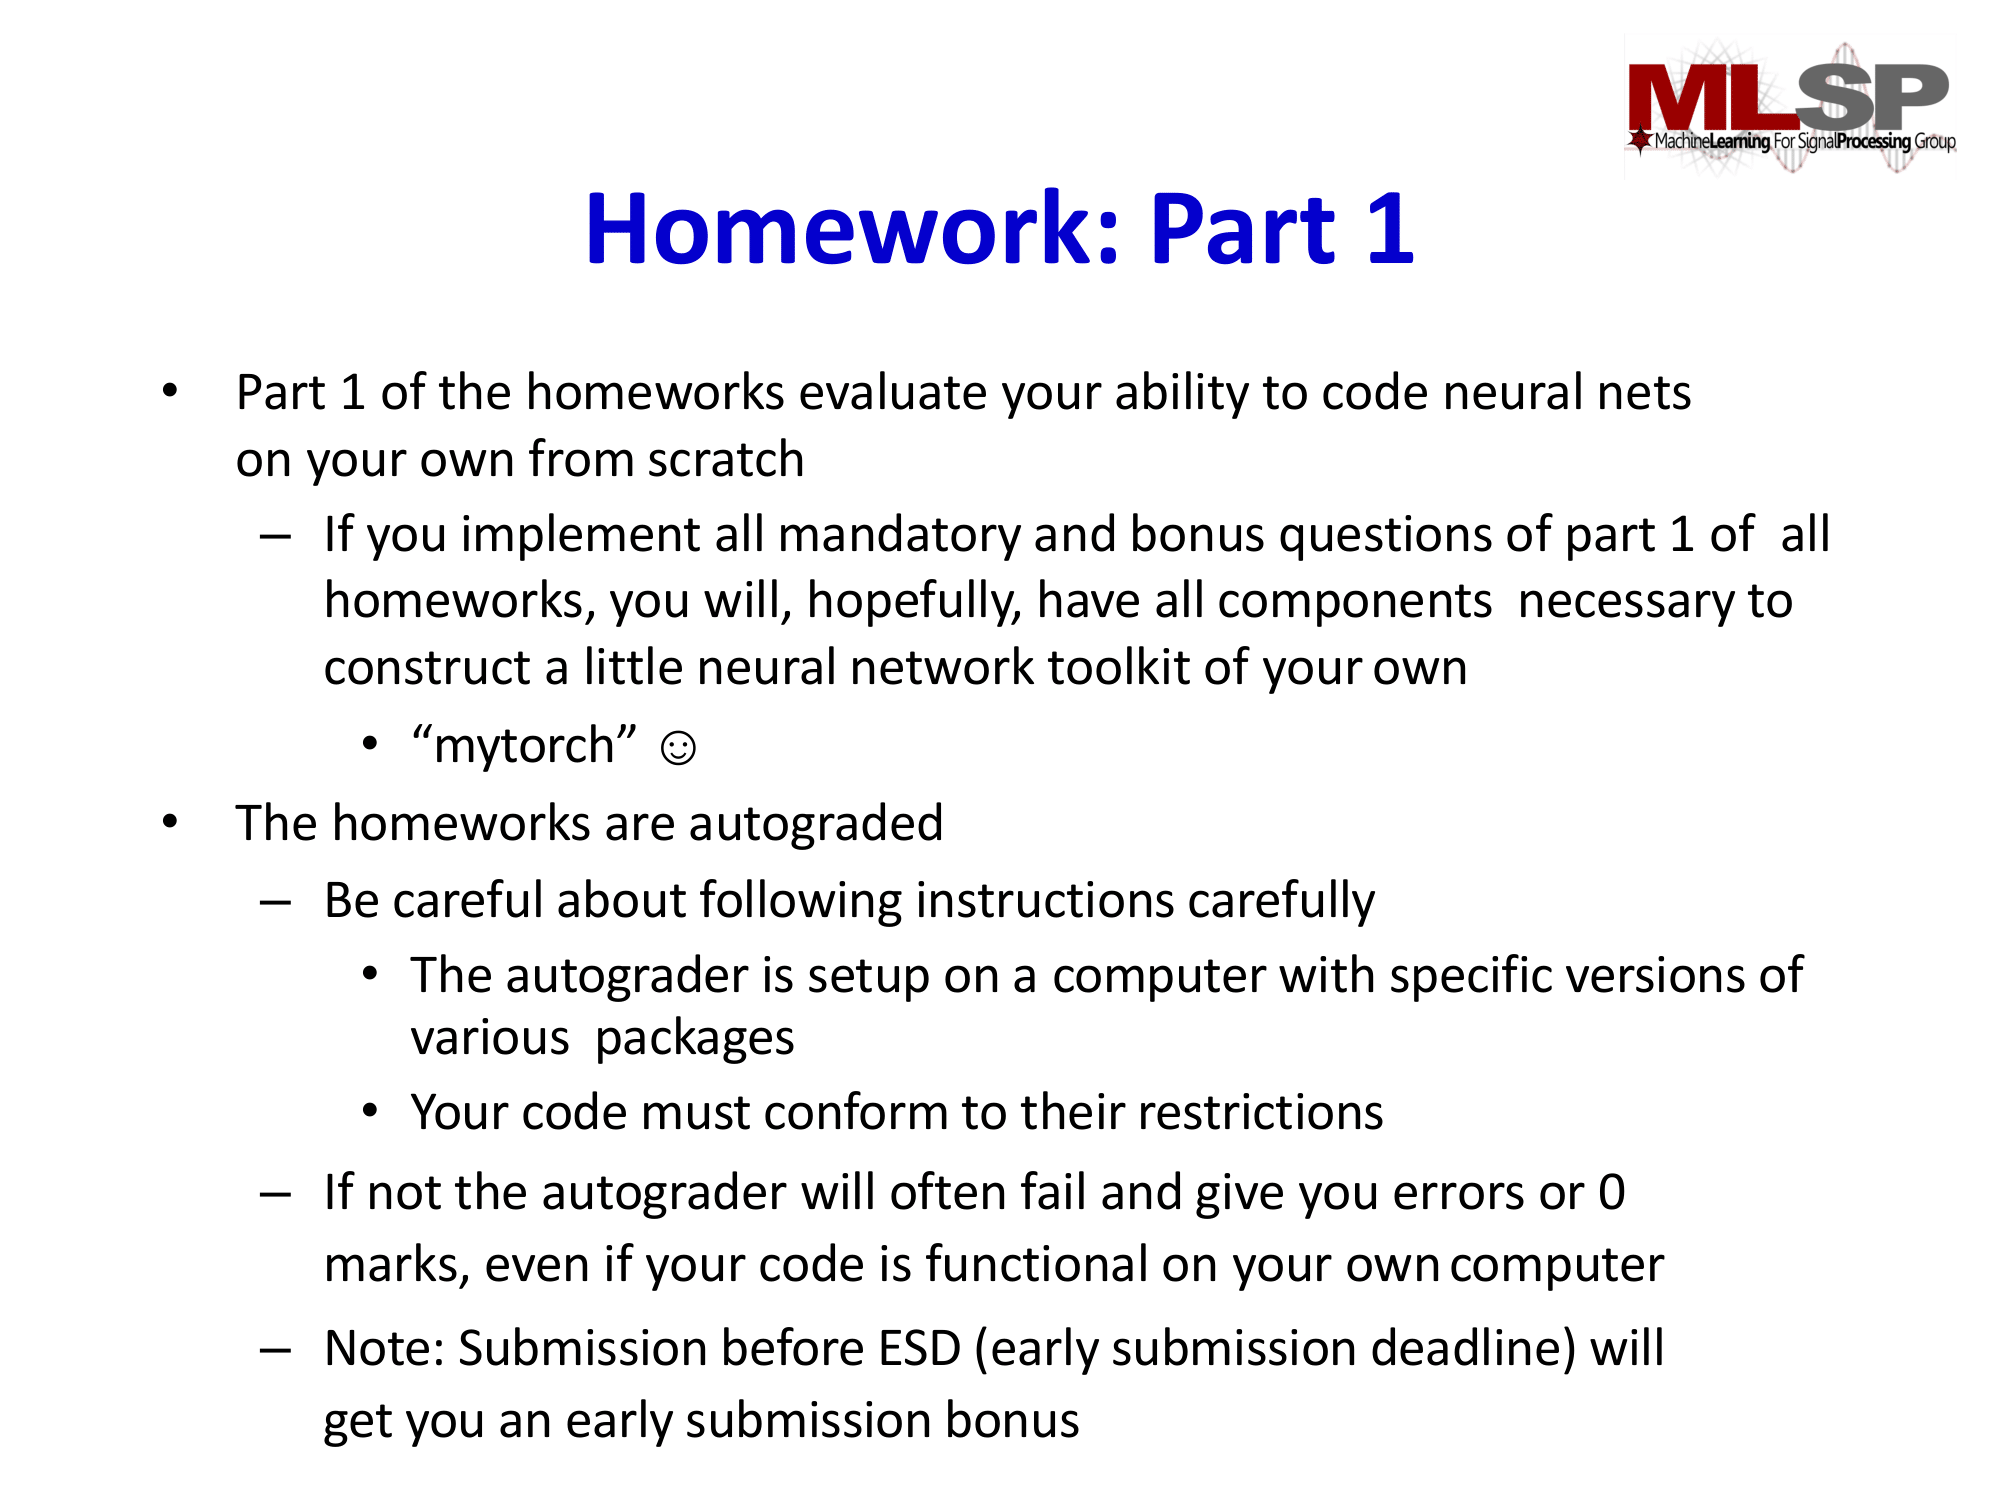 MLSP
MachineLearning For SignalProcessing Group
Homework: Part 1
• Part 1 of the homeworks evaluate your ability to code neural nets
on your own from scratch
– If you implement all mandatory and bonus questions of part 1 of all
homeworks, you will, hopefully, have all components necessary to
construct a little neural network toolkit of your own
• “mytorch” ☺
• The homeworks are autograded
– Be careful about following instructions carefully
• The autograder is setup on a computer with specific versions of
various packages
• Your code must conform to their restrictions
– If not the autograder will often fail and give you errors or 0
marks, even if your code is functional on your own computer
– Note: Submission before ESD (early submission deadline) will
get you an early submission bonus